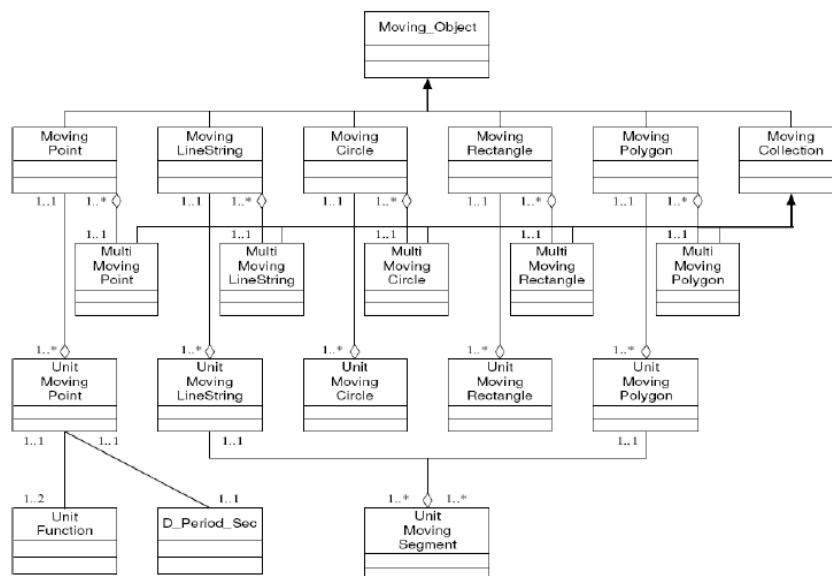 Moving_Object
Moving
Point
Moving
LineString
Moving
Circle
Moving
Rectangle
Moving
Polygon
Moving
Collection
1..1
1..*
1..1
1..*
1..1
1..*
1..1
1..*
1..1
1..*
1..1
1..1
1..1
1..1
1..1
Multi
Moving
Point
Multi
Moving
LineString
Multi
Moving
Circle
Multi
Moving
Rectangle
Multi
Moving
Polygon
1..*
1..*
1..*
1..*
1..*
Unit
Moving
Point
Unit
Moving
LineString
Unit
Moving
Circle
Unit
Moving
Rectangle
Unit
Moving
Polygon
1..1
1..1
1..1
1..1
1..2
1..1
1..*
1..*
Unit
Function
D_Period_Sec
Unit
Moving
Segment